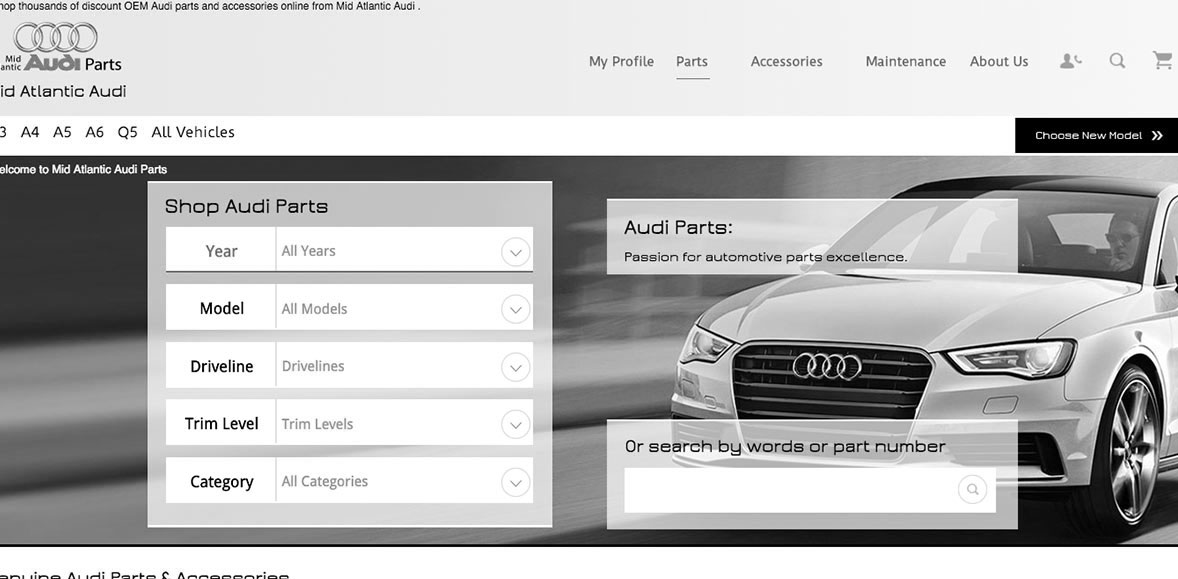 hop thousands of discount OEM Audi parts and accessories online from Mid Atlantic Audi .
Mid
antic Audi Parts
id Atlantic Audi
My Profile Parts Accessories Maintenance About Us
3 A4 A5 A6 Q5 All Vehicles
Choose New Model »
elcome to Mid Atlantic Audi Parts
Shop Audi Parts
Year All Years
Model All Models
Driveline Drivelines
Trim Level Trim Levels
Category All Categories
Audi Parts:
Passion for automotive parts excellence.
Or search by words or part number
enuine Audi Parts & Accessories